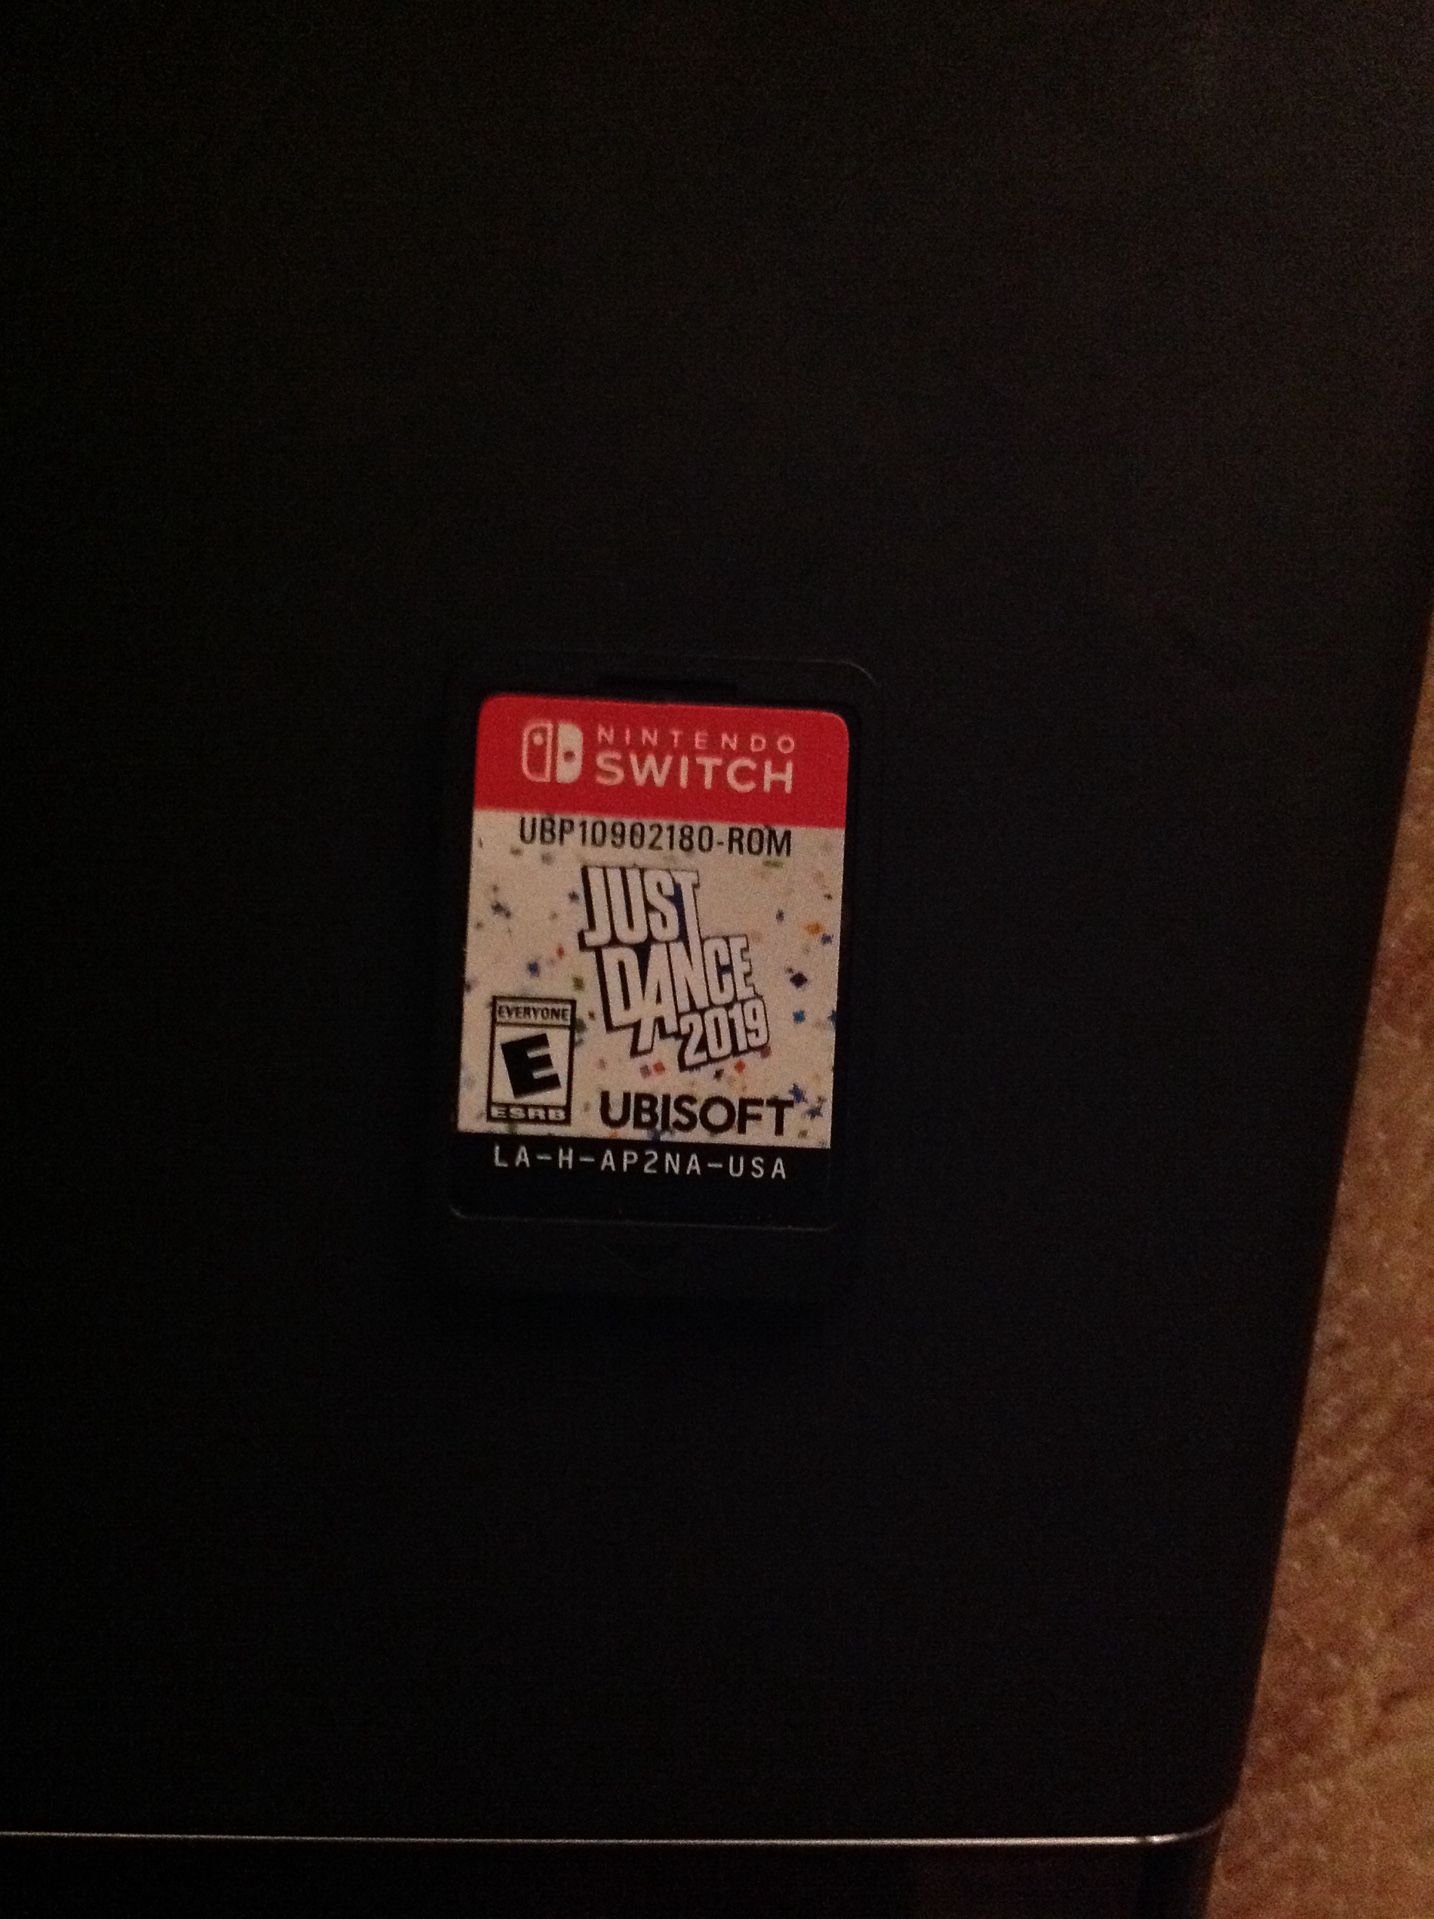 NINTENDO
SWITCH
UBP10902180-ROM
JUST
DANCE
2019
EVERYONE
E
ESRB
UBISOFT
LA-H-AP2NA-USA